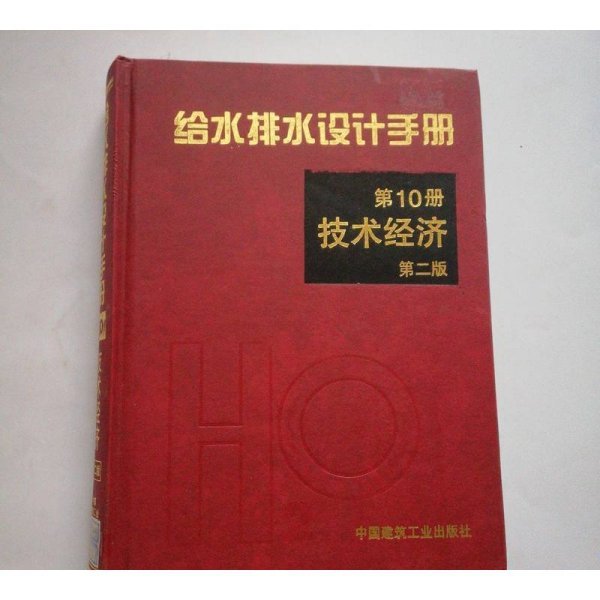 给水排水设计手册
第10册
技术经济
第二版
HO
中国建筑工业出版社